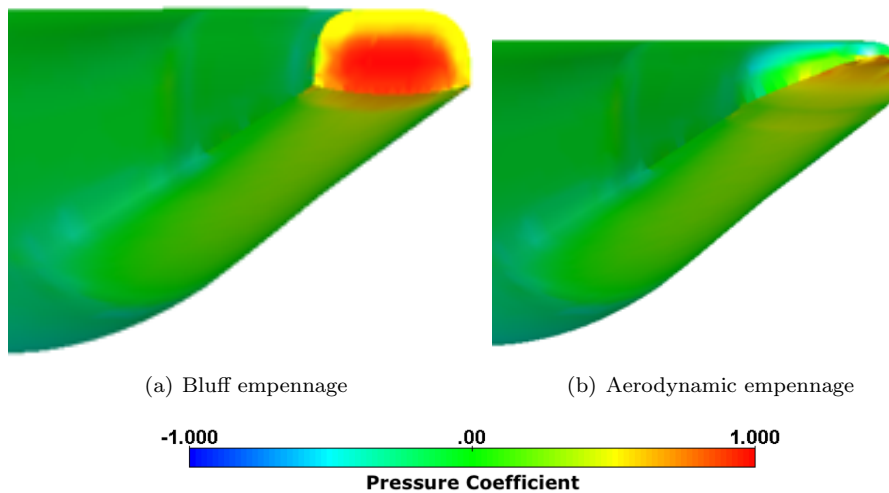 (a) Bluff empennage
(b) Aerodynamic empennage
-1.000 .00 1.000
Pressure Coefficient